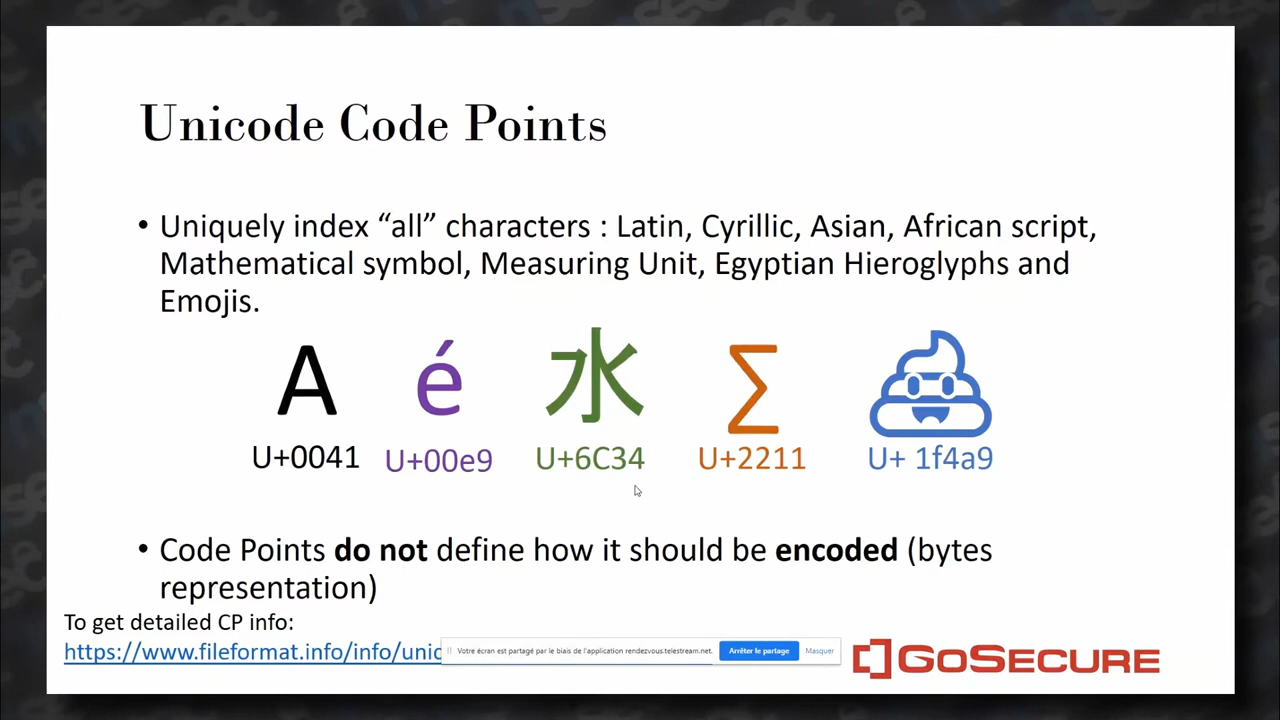 Unicode Code Points
• Uniquely index “all” characters : Latin, Cyrillic, Asian, African script,
Mathematical symbol, Measuring Unit, Egyptian Hieroglyphs and
Emojis.
A é 水 ∑
U+0041 U+00e9 U+6C34 U+2211 U+ 1f4a9
• Code Points do not define how it should be encoded (bytes
representation)
To get detailed CP info:
https://www.fileformat.info/info/unic
Votre écran est partagé par le biais de l'application rendezvous.telestream.net. Arrêter le partage Masquer
GoSecure